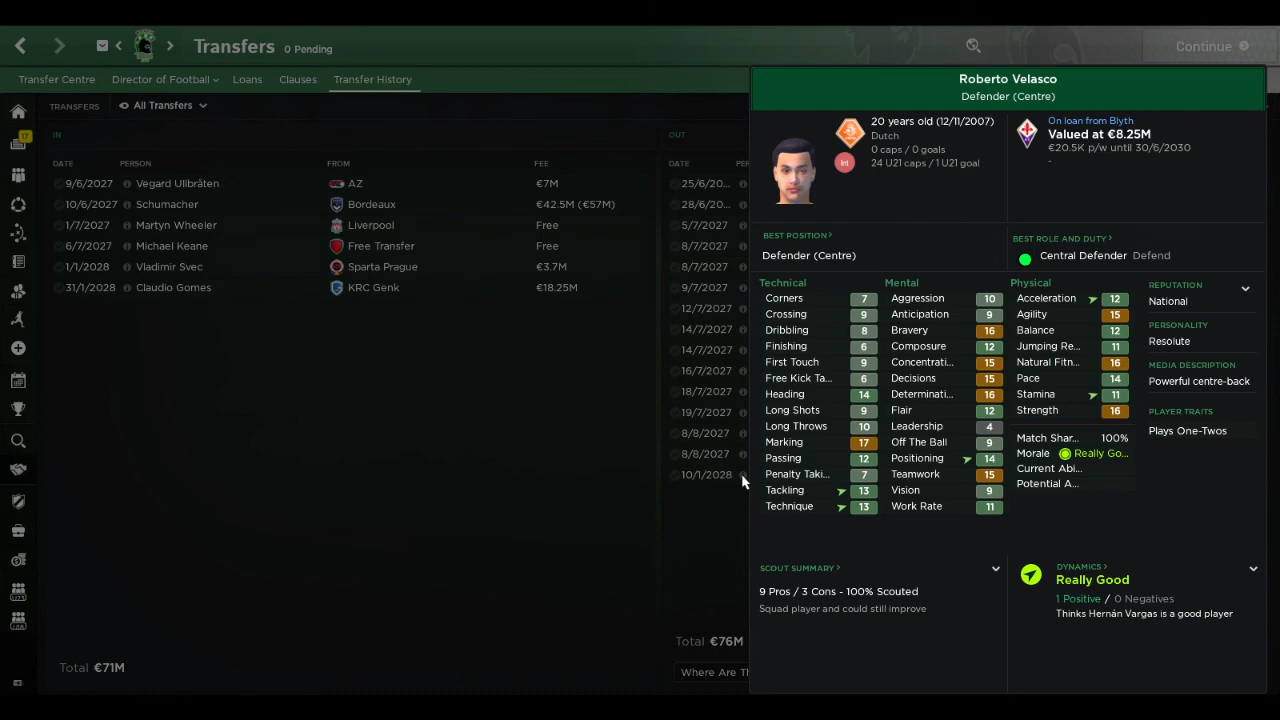 Transfers 0 Pending
Continue
Transfer Centre Director of Football Loans Clauses Transfer History
TRANSFERS All Transfers
IN
DATE PERSON FROM FEE
9/6/2027 Vegard Ullbråten AZ €7M
10/6/2027 Schumacher Bordeaux €42.5M (€57M)
1/7/2027 Martyn Wheeler Liverpool Free
6/7/2027 Michael Keane Free Transfer Free
1/1/2028 Vladimir Svec Sparta Prague €3.7M
31/1/2028 Claudio Gomes KRC Genk €18.25M
Total €71M
OUT
DATE PER
25/6/20...
28/6/20...
5/7/2027
8/7/2027
8/7/2027
9/7/2027
12/7/2027
14/7/2027
14/7/2027
16/7/2027
18/7/2027
19/7/2027
8/8/2027
8/8/2027
10/1/2028
Total €76M
Where Are Th
17
Roberto Velasco
Defender (Centre)
20 years old (12/11/2007)
Dutch
0 caps / 0 goals
Int
24 U21 caps / 1 U21 goal
On loan from Blyth
Valued at €8.25M
€20.5K p/w until 30/6/2030
-
BEST POSITION
Defender (Centre)
BEST ROLE AND DUTY
Central Defender Defend
Technical
Corners 7
Crossing 9
Dribbling 8
Finishing 6
First Touch 9
Free Kick Ta... 6
Heading 14
Long Shots 9
Long Throws 10
Marking 17
Passing 12
Penalty Taki... 7
Tackling 13
Technique 13
Mental
Aggression 10
Anticipation 9
Bravery 16
Composure 12
Concentrati... 15
Decisions 15
Determinati... 16
Flair 12
Leadership 4
Off The Ball 9
Positioning 14
Teamwork 15
Vision 9
Work Rate 11
Physical
Acceleration 12
Agility 15
Balance 12
Jumping Re... 11
Natural Fitn... 16
Pace 14
Stamina 11
Strength 16
Match Shar... 100%
Morale Really Go...
Current Abi...
Potential A...
REPUTATION
National
PERSONALITY
Resolute
MEDIA DESCRIPTION
Powerful centre-back
PLAYER TRAITS
Plays One-Twos
SCOUT SUMMARY
9 Pros / 3 Cons - 100% Scouted
Squad player and could still improve
DYNAMICS
Really Good
1 Positive / 0 Negatives
Thinks Hernán Vargas is a good player